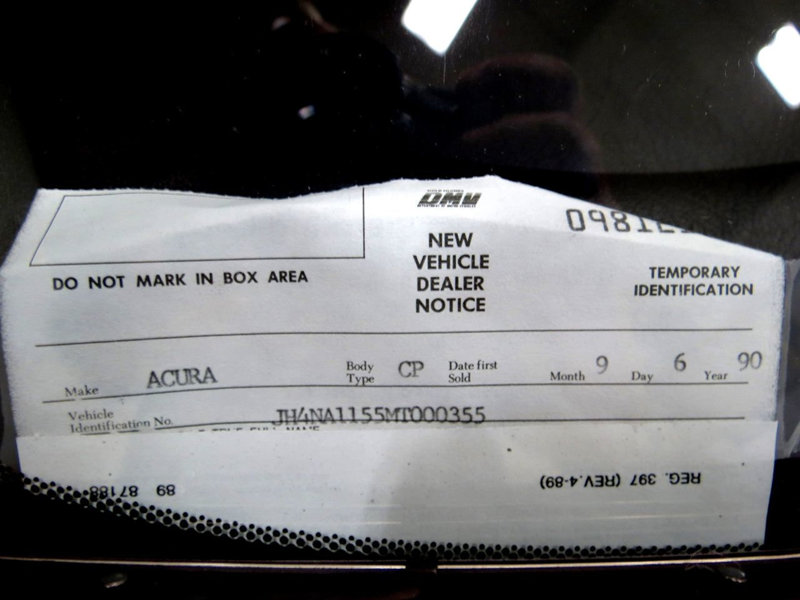 DMV
NEW VEHICLE DEALER NOTICE
DO NOT MARK IN BOX AREA
TEMPORARY IDENTIFICATION
Make ACURA Body Type CP Date first Sold Month 9 Day 6 Year 90
Vehicle Identification No. JH4NA1155MT000355
REG. 397 (REV.4-89)
89 87188